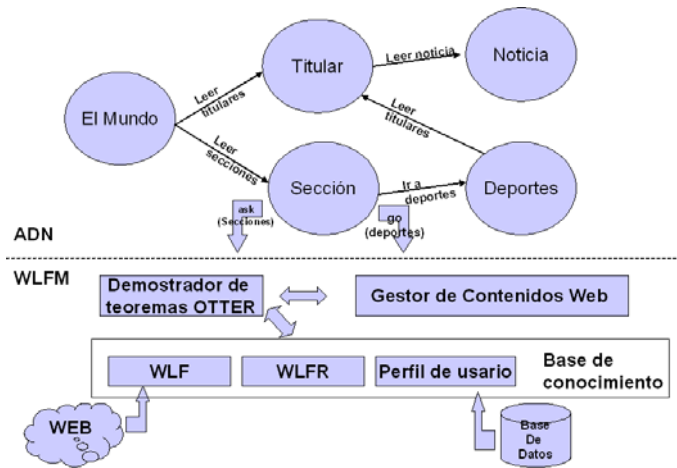 Titular
Leer noticia
Noticia
El Mundo
Leer
titulares
Leer
titulares
Leer
secciones
Sección
Ir a
deportes
Deportes
ask
(Secciones)
go
(deportes)
ADN
WLFM
Demostrador de
teoremas OTTER
Gestor de Contenidos Web
WLF
WLFR
Perfil de usario
Base de
conocimiento
WEB
Base
De
Datos